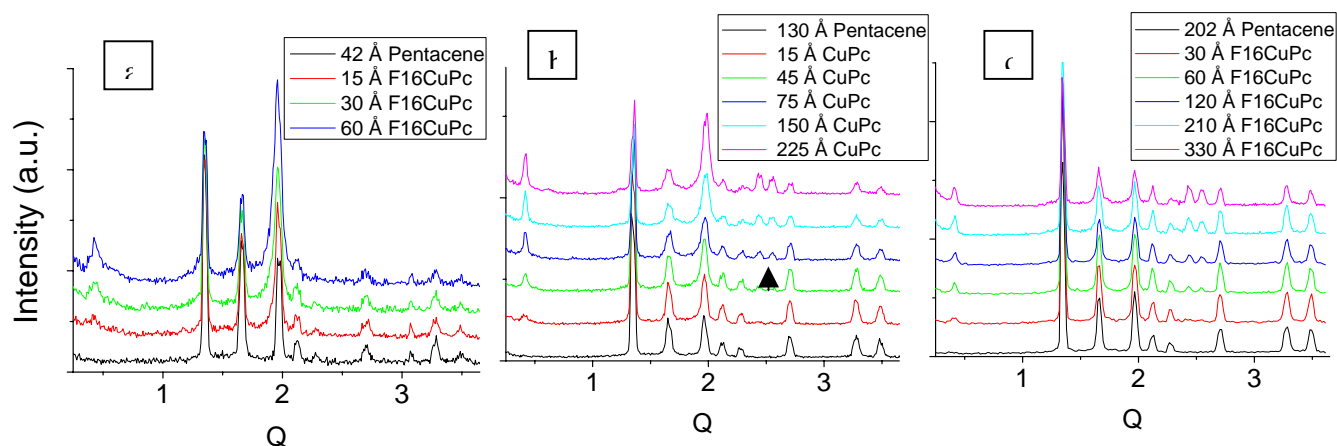 42 Å Pentacene
15 Å F16CuPc
30 Å F16CuPc
60 Å F16CuPc
Intensity (a.u.)
1 2 3
Q
130 Pentacene
15 Å CuPc
45 Å CuPc
75 Å CuPc
150 Å CuPc
225 Å CuPc
1 2 3
Q
202 Å Pentacene
30 Å F16CuPc
60 Å F16CuPc
120 Å F16CuPc
210 Å F16CuPc
330 Å F16CuPc
1 2 3
Q